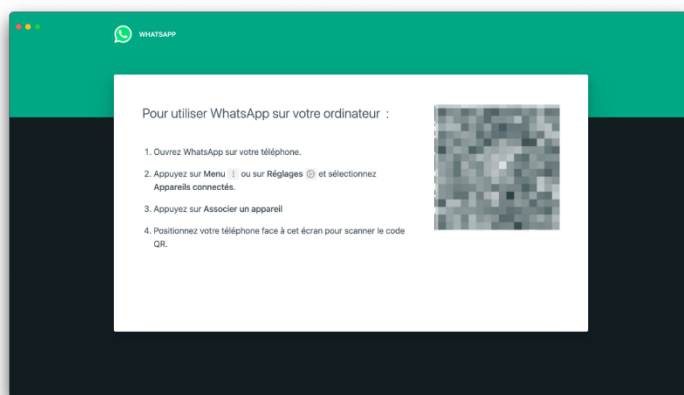 WHATSAPP
Pour utiliser WhatsApp sur votre ordinateur :
1. Ouvrez WhatsApp sur votre téléphone.
2. Appuyez sur Menu ou sur Réglages et sélectionnez
Appareils connectés.
3. Appuyez sur Associer un appareil
4. Positionnez votre téléphone face à cet écran pour scanner le code
QR.